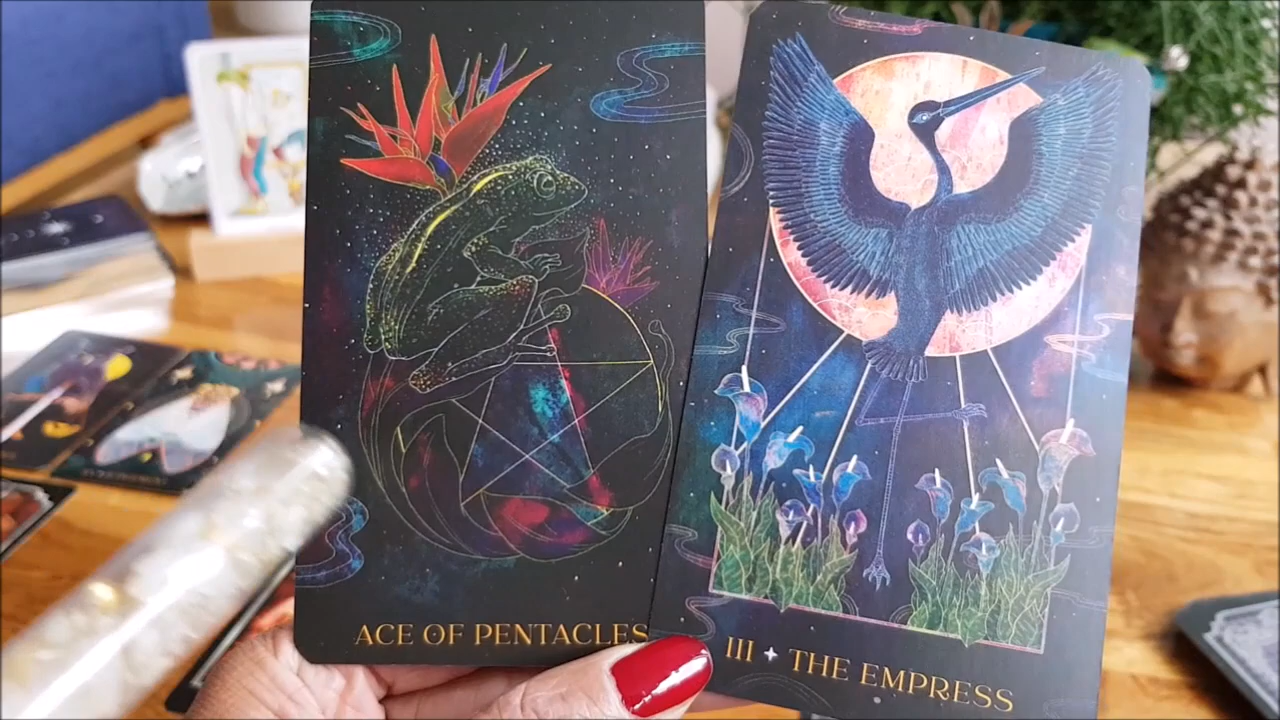 ACE OF PENTACLES
III ✦ THE EMPRESS